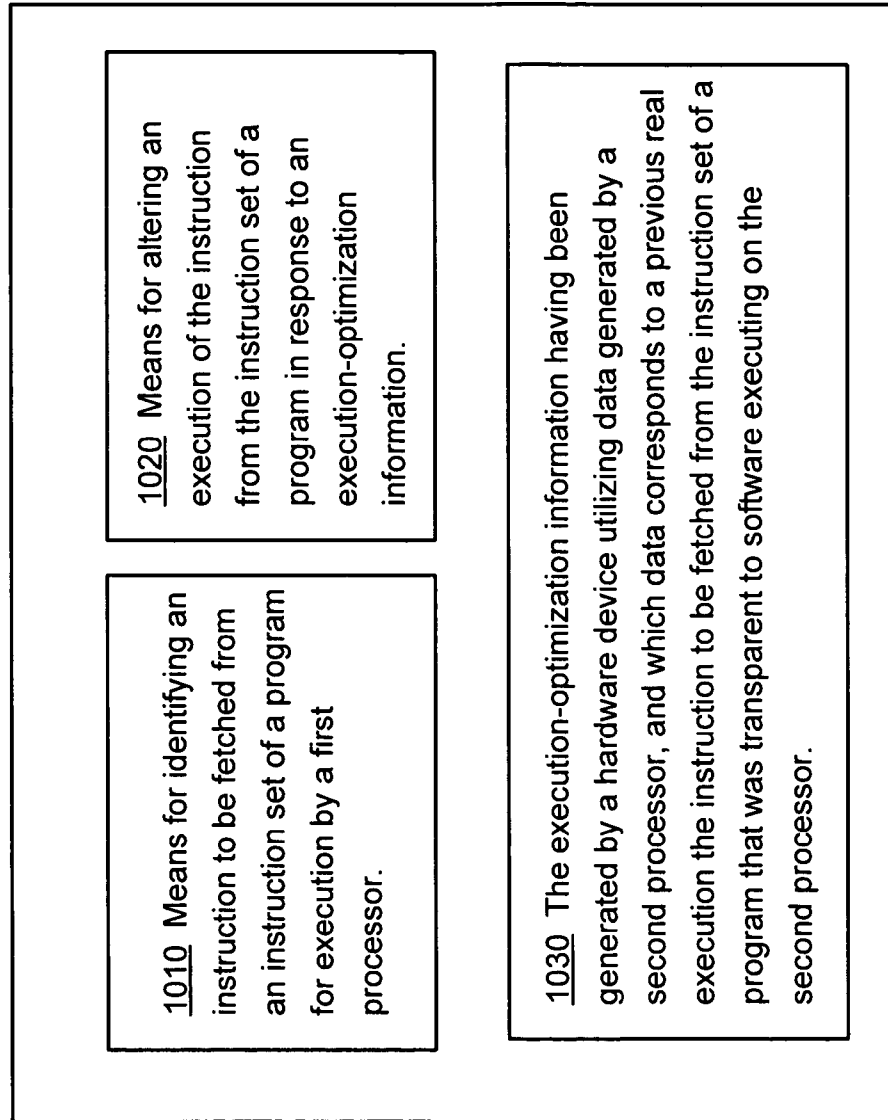 1010 Means for identifying an
instruction to be fetched from
an instruction set of a program
for execution by a first
processor.
1020 Means for altering an
execution of the instruction
from the instruction set of a
program in response to an
execution-optimization
information.
1030 The execution-optimization information having been
generated by a hardware device utilizing data generated by a
second processor, and which data corresponds to a previous real
execution the instruction to be fetched from the instruction set of a
program that was transparent to software executing on the
second processor.